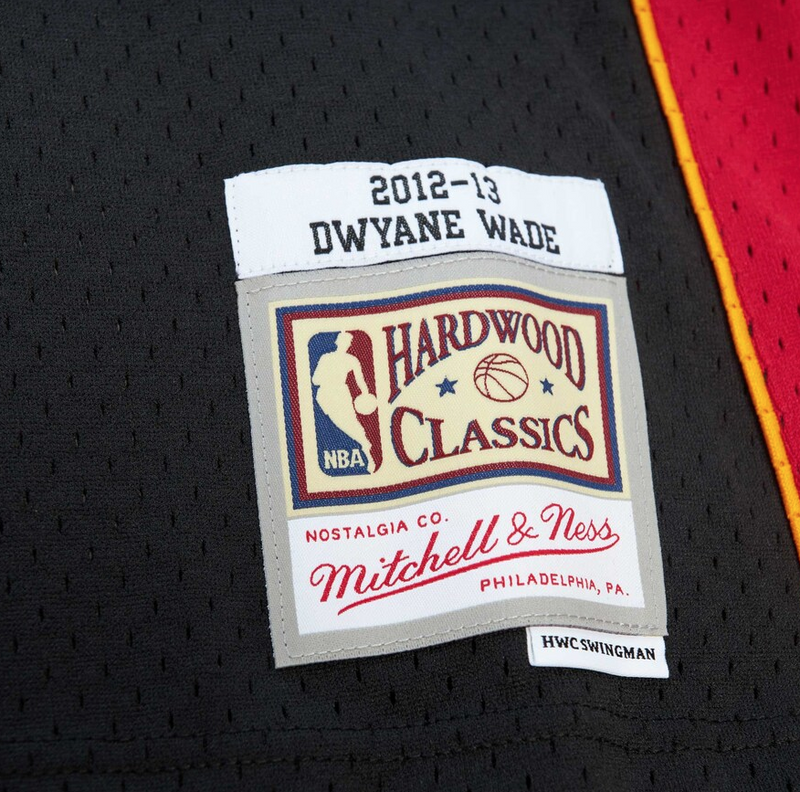 2012-13
DWYANE WADE
HARDWOOD
CLASSICS
NBA
NOSTALGIA CO.
Mitchell & Ness
PHILADELPHIA, PA.
HWC SWINGMAN